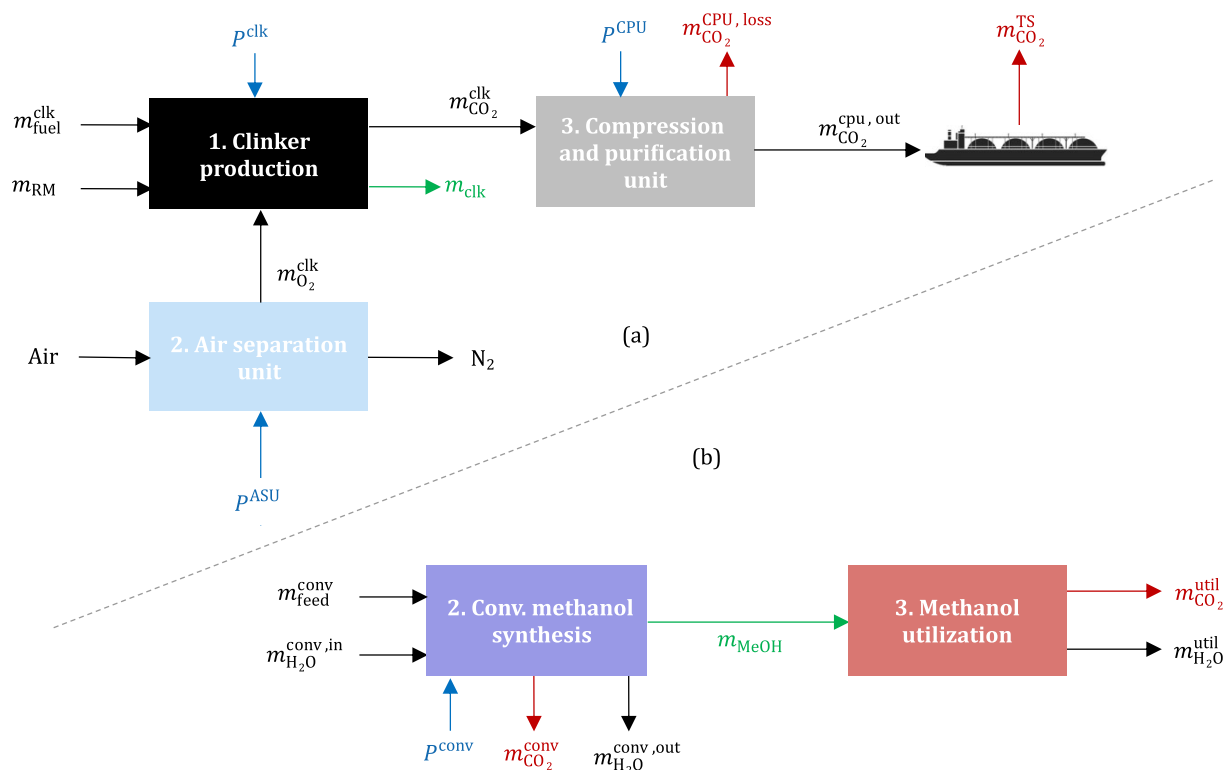 P^clk
P^CPU
m_CO₂^CPU, loss
m_CO₂^TS
m_fuel^clk
m_RM
1. Clinker
production
m_CO₂^clk
m_clk
3. Compression
and purification
unit
m_CO₂^cpu, out
m_O₂^clk
Air
2. Air separation
unit
N₂
P^ASU
(a)
(b)
m_feed^conv
m_H₂O^conv,in
2. Conv. methanol
synthesis
m_MeOH
3. Methanol
utilization
m_CO₂^util
m_H₂O^util
P^conv
m_CO₂^conv
m_H₂O^conv,out